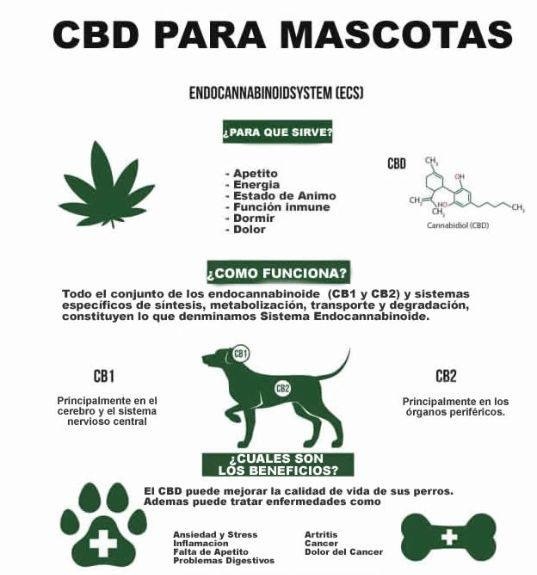 CBD PARA MASCOTAS
ENDOCANNABINOIDSYSTEM (ECS)
¿PARA QUE SIRVE?
- Apetito
- Energia
- Estado de Animo
- Función inmune
- Dormir
- Dolor
CBD
CH₃
OH
CH₂
HO
CH₃
CH₃
Cannabidiol (CBD)
¿COMO FUNCIONA?
Todo el conjunto de los endocannabinoide (CB1 y CB2) y sistemas
específicos de síntesis, metabolización, transporte y degradación,
constituyen lo que denminamos Sistema Endocannabinoide.
CB1
Principalmente en el
cerebro y el sistema
nervioso central
CB1
CB2
CB2
Principalmente en los
órganos periféricos.
¿CUALES SON
LOS BENEFICIOS?
El CBD puede mejorar la calidad de vida de sus perros.
Ademas puede tratar enfermedades como
Ansiedad y Stress
Inflamacion
Falta de Apetito
Problemas Digestivos
Artritis
Cancer
Dolor del Cancer